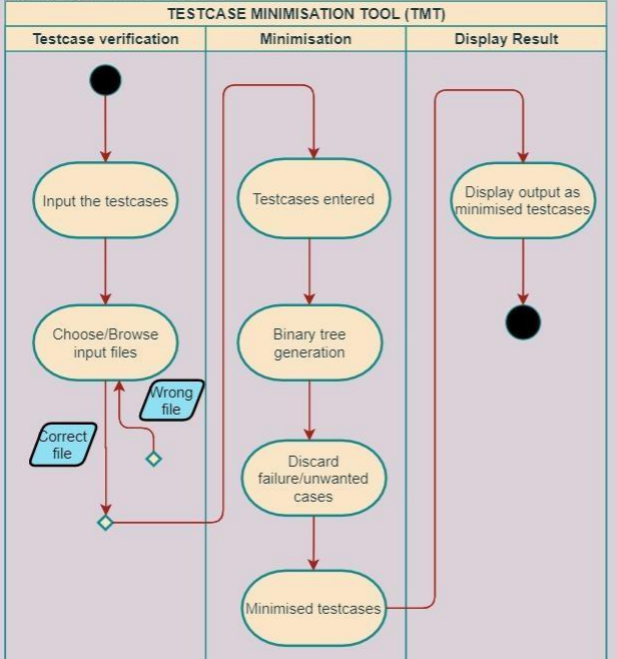 TESTCASE MINIMISATION TOOL (TMT)
Testcase verification
Minimisation
Display Result
Input the testcases
Choose/Browse
input files
Wrong
file
Correct
file
Testcases entered
Binary tree
generation
Discard
failure/unwanted
cases
Minimised testcases
Display output as
minimised testcases